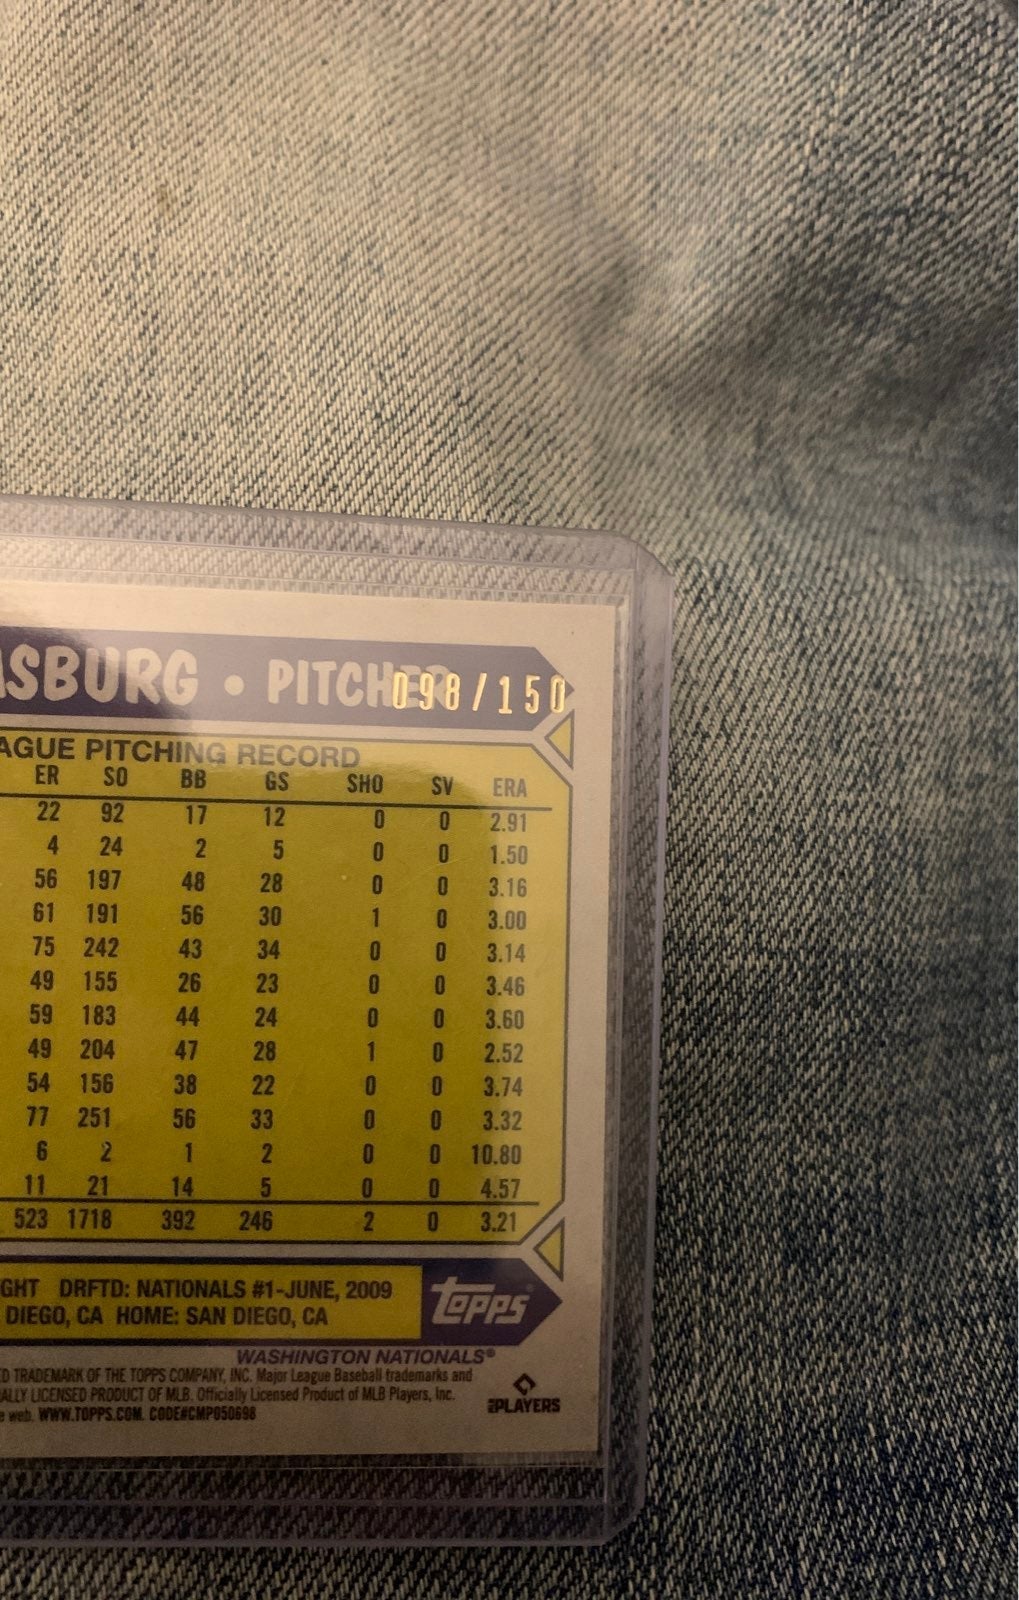 ASBURG • PITCHER 098/150
AGUE PITCHING RECORD
ER SO BB GS SHO SV ERA
22 92 17 12 0 0 2.91
4 24 2 5 0 0 1.50
56 197 48 28 0 0 3.16
61 191 56 30 1 0 3.00
75 242 43 34 0 0 3.14
49 155 26 23 0 0 3.46
59 183 44 24 0 0 3.60
49 204 47 28 1 0 2.52
54 156 38 22 0 0 3.74
77 251 56 33 0 0 3.32
6 2 1 2 0 0 10.80
11 21 14 5 0 0 4.57
523 1718 392 246 2 0 3.21
GHT DRFTD: NATIONALS #1-JUNE, 2009
DIEGO, CA HOME: SAN DIEGO, CA
topps®
WASHINGTON NATIONALS®
D TRADEMARK OF THE TOPPS COMPANY, INC. Major League Baseball trademarks and
ALLY LICENSED PRODUCT OF MLB. Officially Licensed Product of MLB Players, Inc.
e web. WWW.TOPPS.COM. CODE#CMP050698
PLAYERS